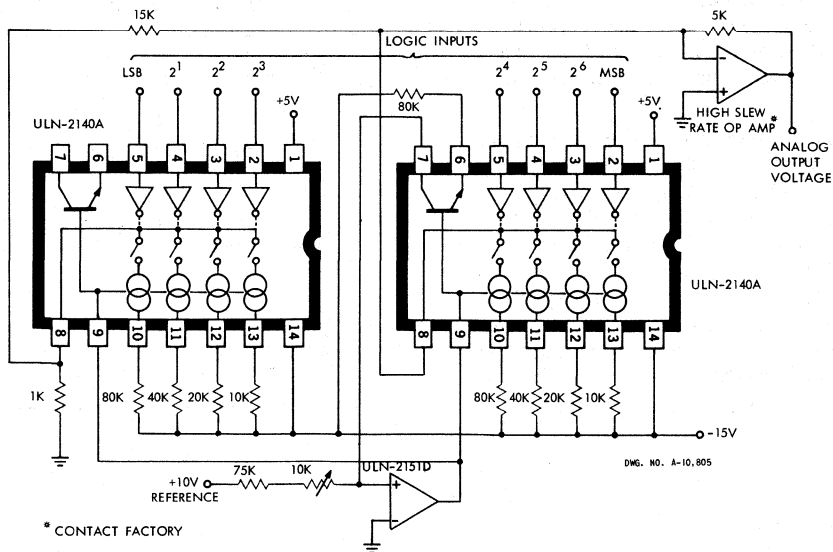 15K
5K
LOGIC INPUTS
LSB 2¹ 2² 2³
2⁴ 2⁵ 2⁶ MSB
+5V
80K
+5V
-
+
HIGH SLEW
RATE OP AMP*
ANALOG
OUTPUT
VOLTAGE
ULN-2140A
7 6 5 4 3 2 1
7 6 5 4 3 2 1
ULN-2140A
8 9 10 11 12 13 14
8 9 10 11 12 13 14
1K
80K 40K 20K 10K
80K 40K 20K 10K
-15V
DWG. NO. A-10,805
ULN-2151D
+10V
REFERENCE
75K
10K
+
-
* CONTACT FACTORY